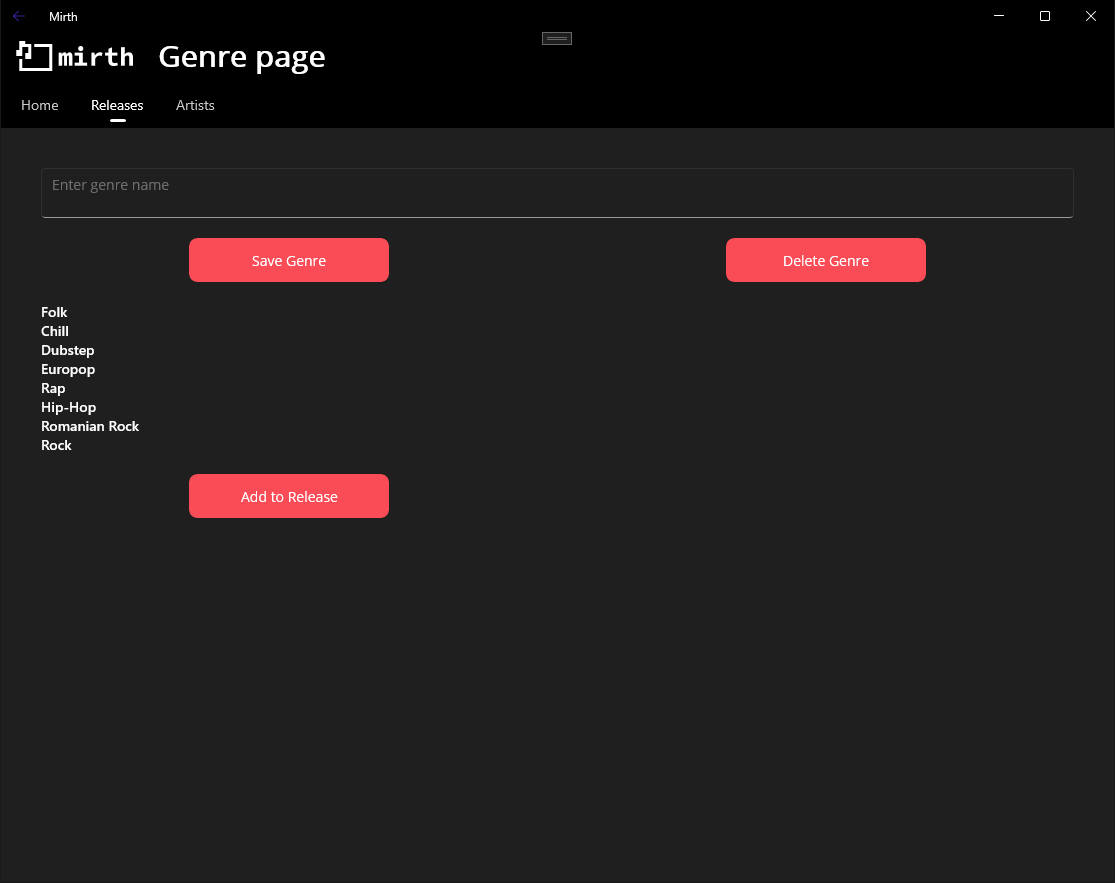 Mirth
mirth Genre page
Home Releases Artists
Enter genre name
Save Genre Delete Genre
Folk
Chill
Dubstep
Europop
Rap
Hip-Hop
Romanian Rock
Rock
Add to Release